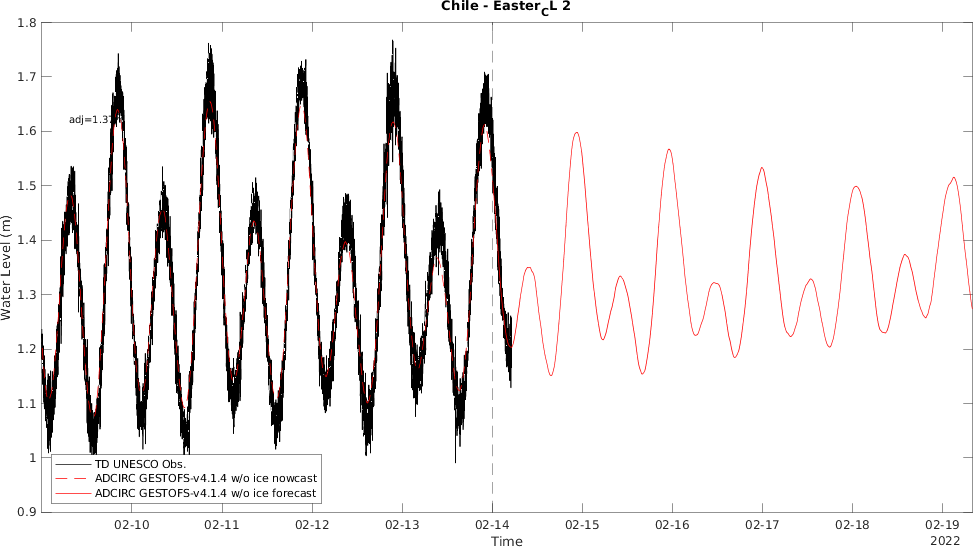 Chile - Easter_CL 2
1.8
1.7
1.6
1.5
1.4
1.3
1.2
1.1
1
0.9
Water Level (m)
adj=1.37
TD UNESCO Obs.
ADCIRC GESTOFS-v4.1.4 w/o ice nowcast
ADCIRC GESTOFS-v4.1.4 w/o ice forecast
02-10 02-11 02-12 02-13 02-14 02-15 02-16 02-17 02-18 02-19
Time
2022